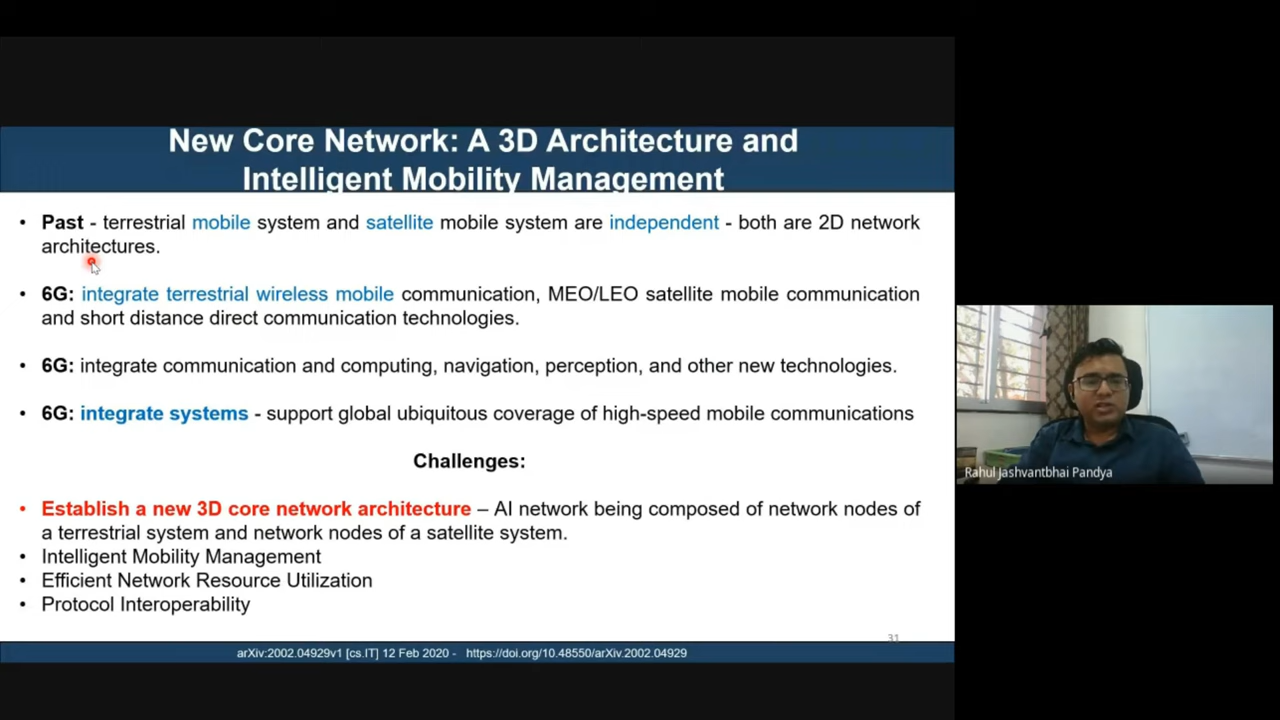 New Core Network: A 3D Architecture and
Intelligent Mobility Management
• Past - terrestrial mobile system and satellite mobile system are independent - both are 2D network
architectures.
• 6G: integrate terrestrial wireless mobile communication, MEO/LEO satellite mobile communication
and short distance direct communication technologies.
• 6G: integrate communication and computing, navigation, perception, and other new technologies.
• 6G: integrate systems - support global ubiquitous coverage of high-speed mobile communications
Challenges:
• Establish a new 3D core network architecture – AI network being composed of network nodes of
a terrestrial system and network nodes of a satellite system.
• Intelligent Mobility Management
• Efficient Network Resource Utilization
• Protocol Interoperability
31
arXiv:2002.04929v1 [cs.IT] 12 Feb 2020 - https://doi.org/10.48550/arXiv.2002.04929
Rahul Jashvantbhai Pandya